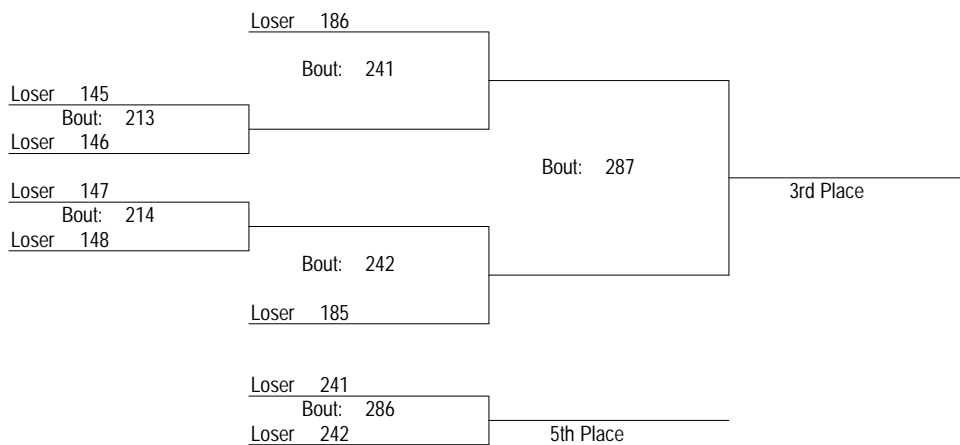 Loser 186
Bout: 241
Loser 145
Bout: 213
Loser 146
Bout: 287
Loser 147
3rd Place
Bout: 214
Loser 148
Bout: 242
Loser 185
Loser 241
Bout: 286
Loser 242
5th Place